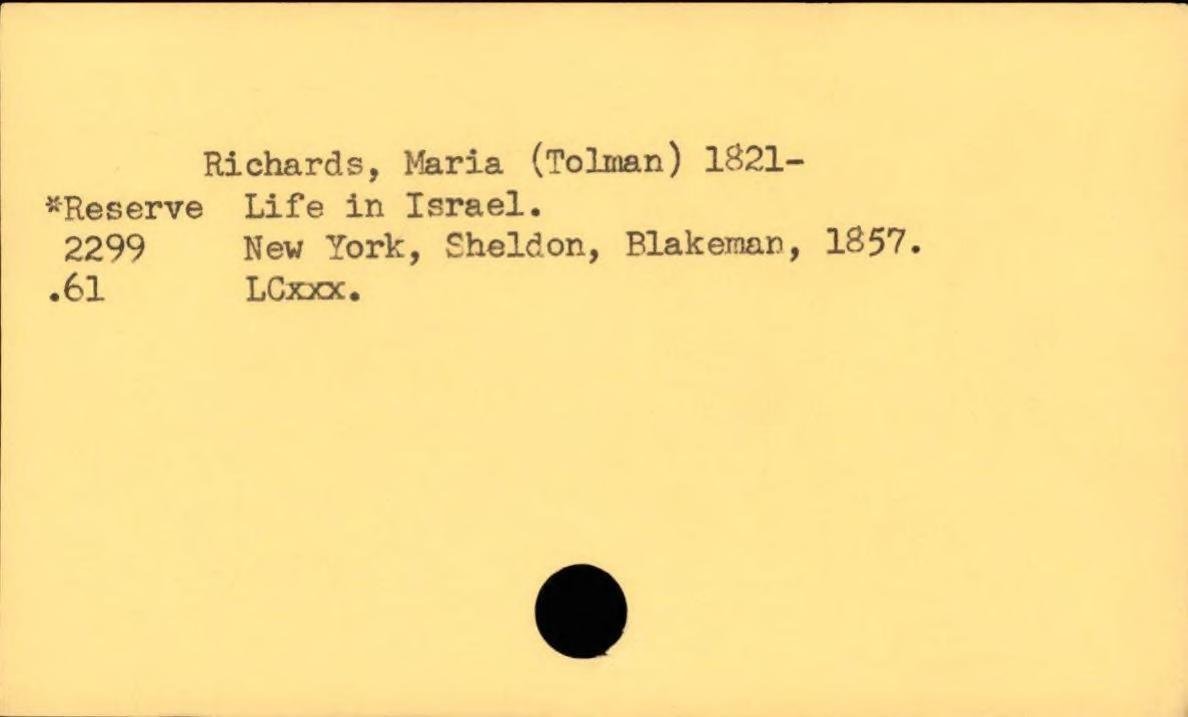 Richards, Maria (Tolman) 1821-
*Reserve Life in Israel.
2299 New York, Sheldon, Blakeman, 1857.
.61 LCxxx.